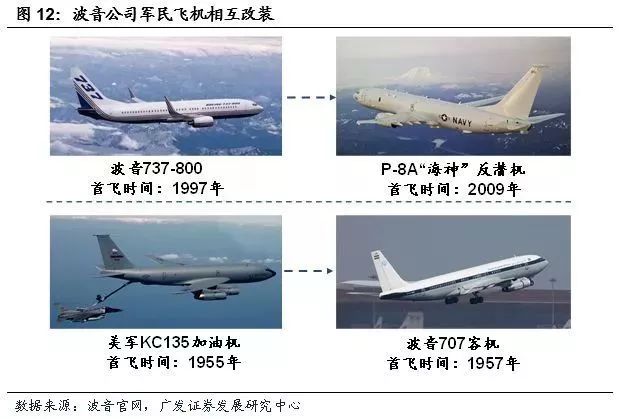 图 12：波音公司军民飞机相互改装
737
NAVY
波音737-800
首飞时间：1997年
P-8A“海神”反潜机
首飞时间：2009年
美军KC135加油机
首飞时间：1955年
波音707客机
首飞时间：1957年
数据来源：波音官网，广发证券发展研究中心